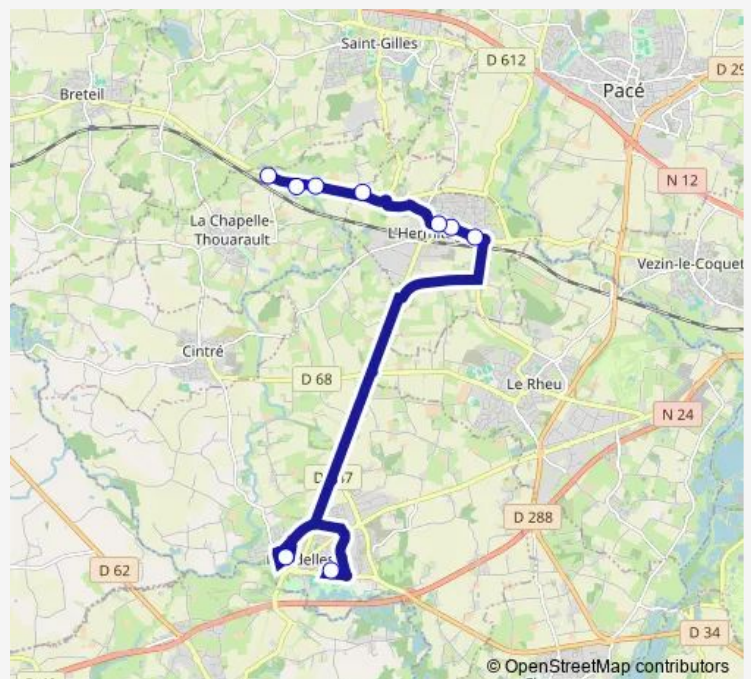 Saint-Gilles
D 612
D 29
Breteil
Pacé
N 12
La Chapelle-
Thouarault
Vezin-le-Coquet
Cintré
D 68
Le Rheu
N 24
D 288
D 62
D 34
© OpenStreetMap contributors